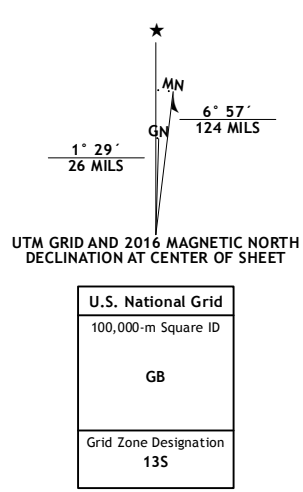 ★
MN
GN
6° 57´
124 MILS
1° 29´
26 MILS
UTM GRID AND 2016 MAGNETIC NORTH
DECLINATION AT CENTER OF SHEET
U.S. National Grid
100,000-m Square ID
GB
Grid Zone Designation
13S